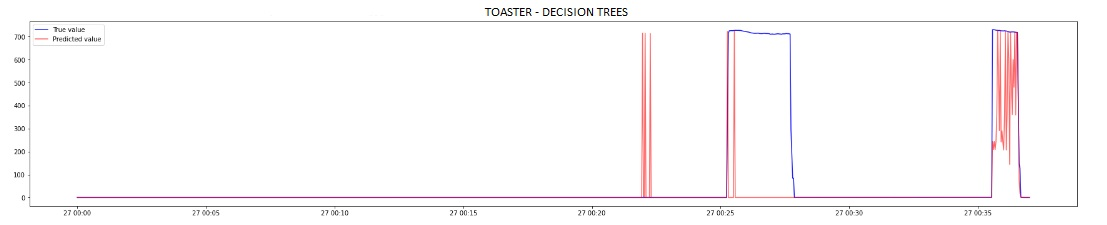 TOASTER - DECISION TREES
True value
Predicted value
700
600
500
400
300
200
100
0
27 00:00 27 00:05 27 00:10 27 00:15 27 00:20 27 00:25 27 00:30 27 00:35